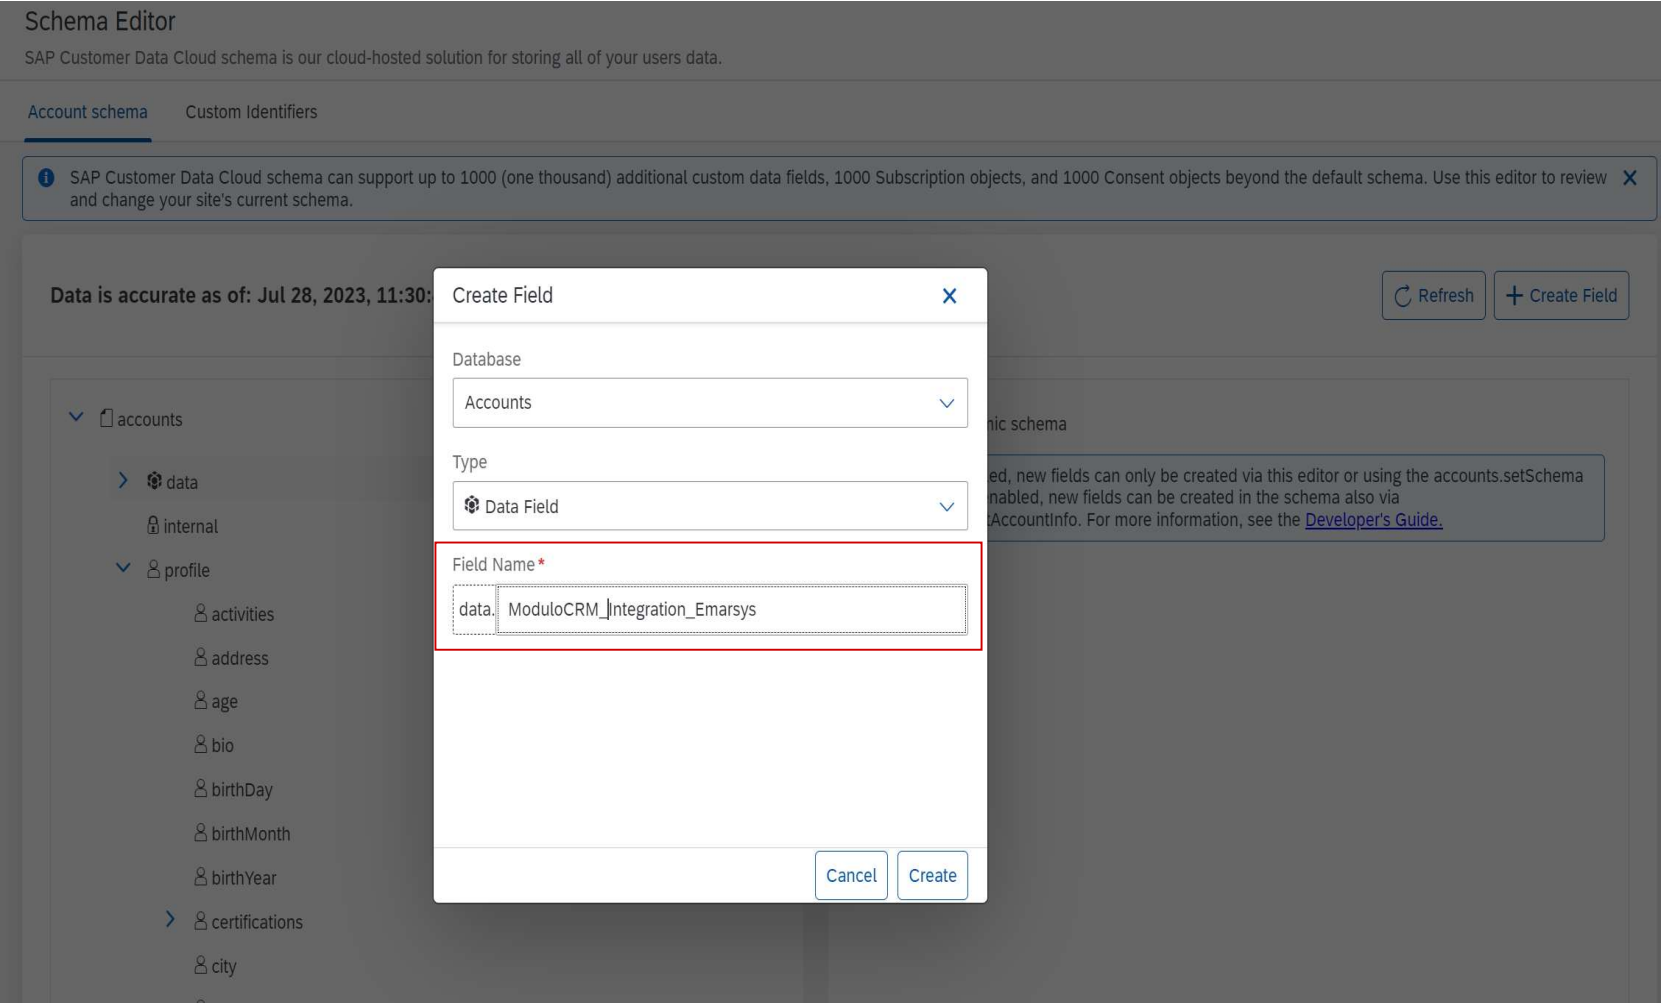 Schema Editor
SAP Customer Data Cloud schema is our cloud-hosted solution for storing all of your users data.
Account schema
Custom Identifiers
SAP Customer Data Cloud schema can support up to 1000 (one thousand) additional custom data fields, 1000 Subscription objects, and 1000 Consent objects beyond the default schema. Use this editor to review
and change your site's current schema.
Data is accurate as of: Jul 28, 2023, 11:30:
Refresh
Create Field
Create Field
Database
Accounts
Type
Data Field
Field Name*
data.
ModuloCRM_Integration_Emarsys
Cancel
Create
accounts
data
internal
profile
activities
address
age
bio
birthDay
birthMonth
birthYear
certifications
city
schema
new fields can only be created via this editor or using the accounts.setSchema
new fields can be created in the schema also via
For more information, see the Developer's Guide.